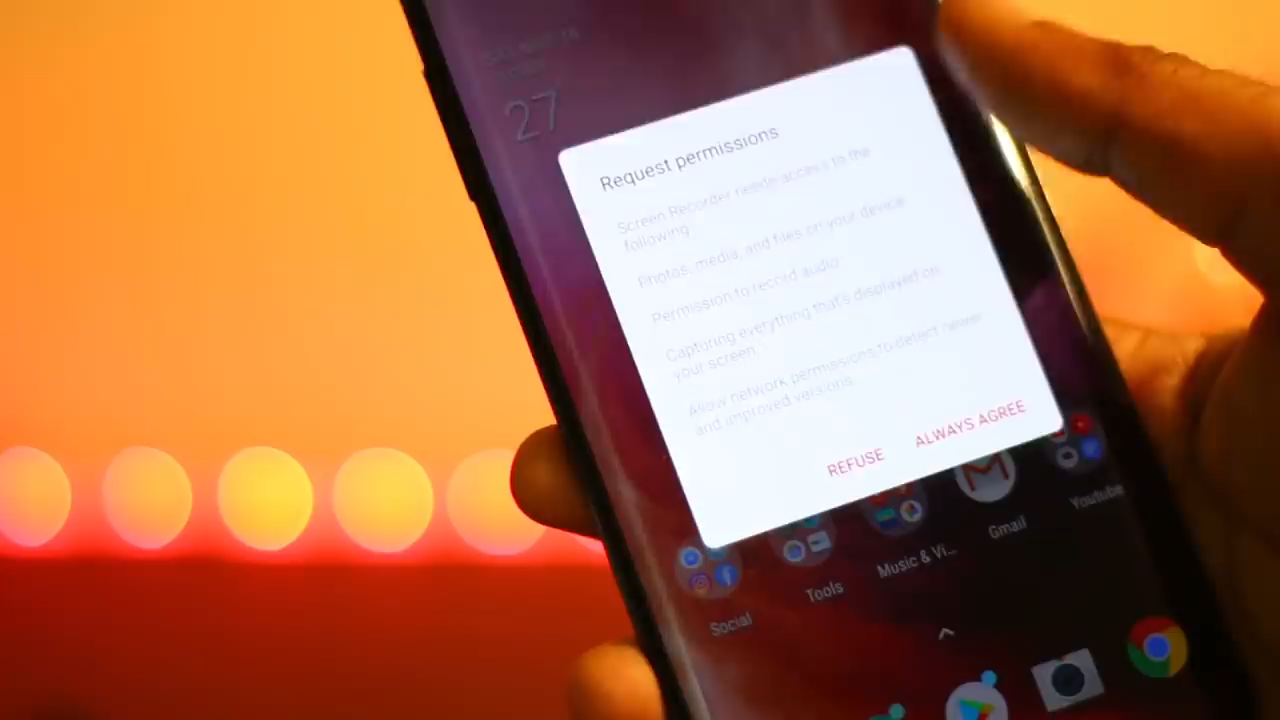 27
Request permissions
Screen Recorder needs access to the
following
Photos, media, and files on your device
Permission to record audio
Capturing everything that's displayed on
your screen
Allow network permissions to detect newer
and improved versions
REFUSE
ALWAYS AGREE
Social
Tools
Music & Vi...
Gmail
Youtube